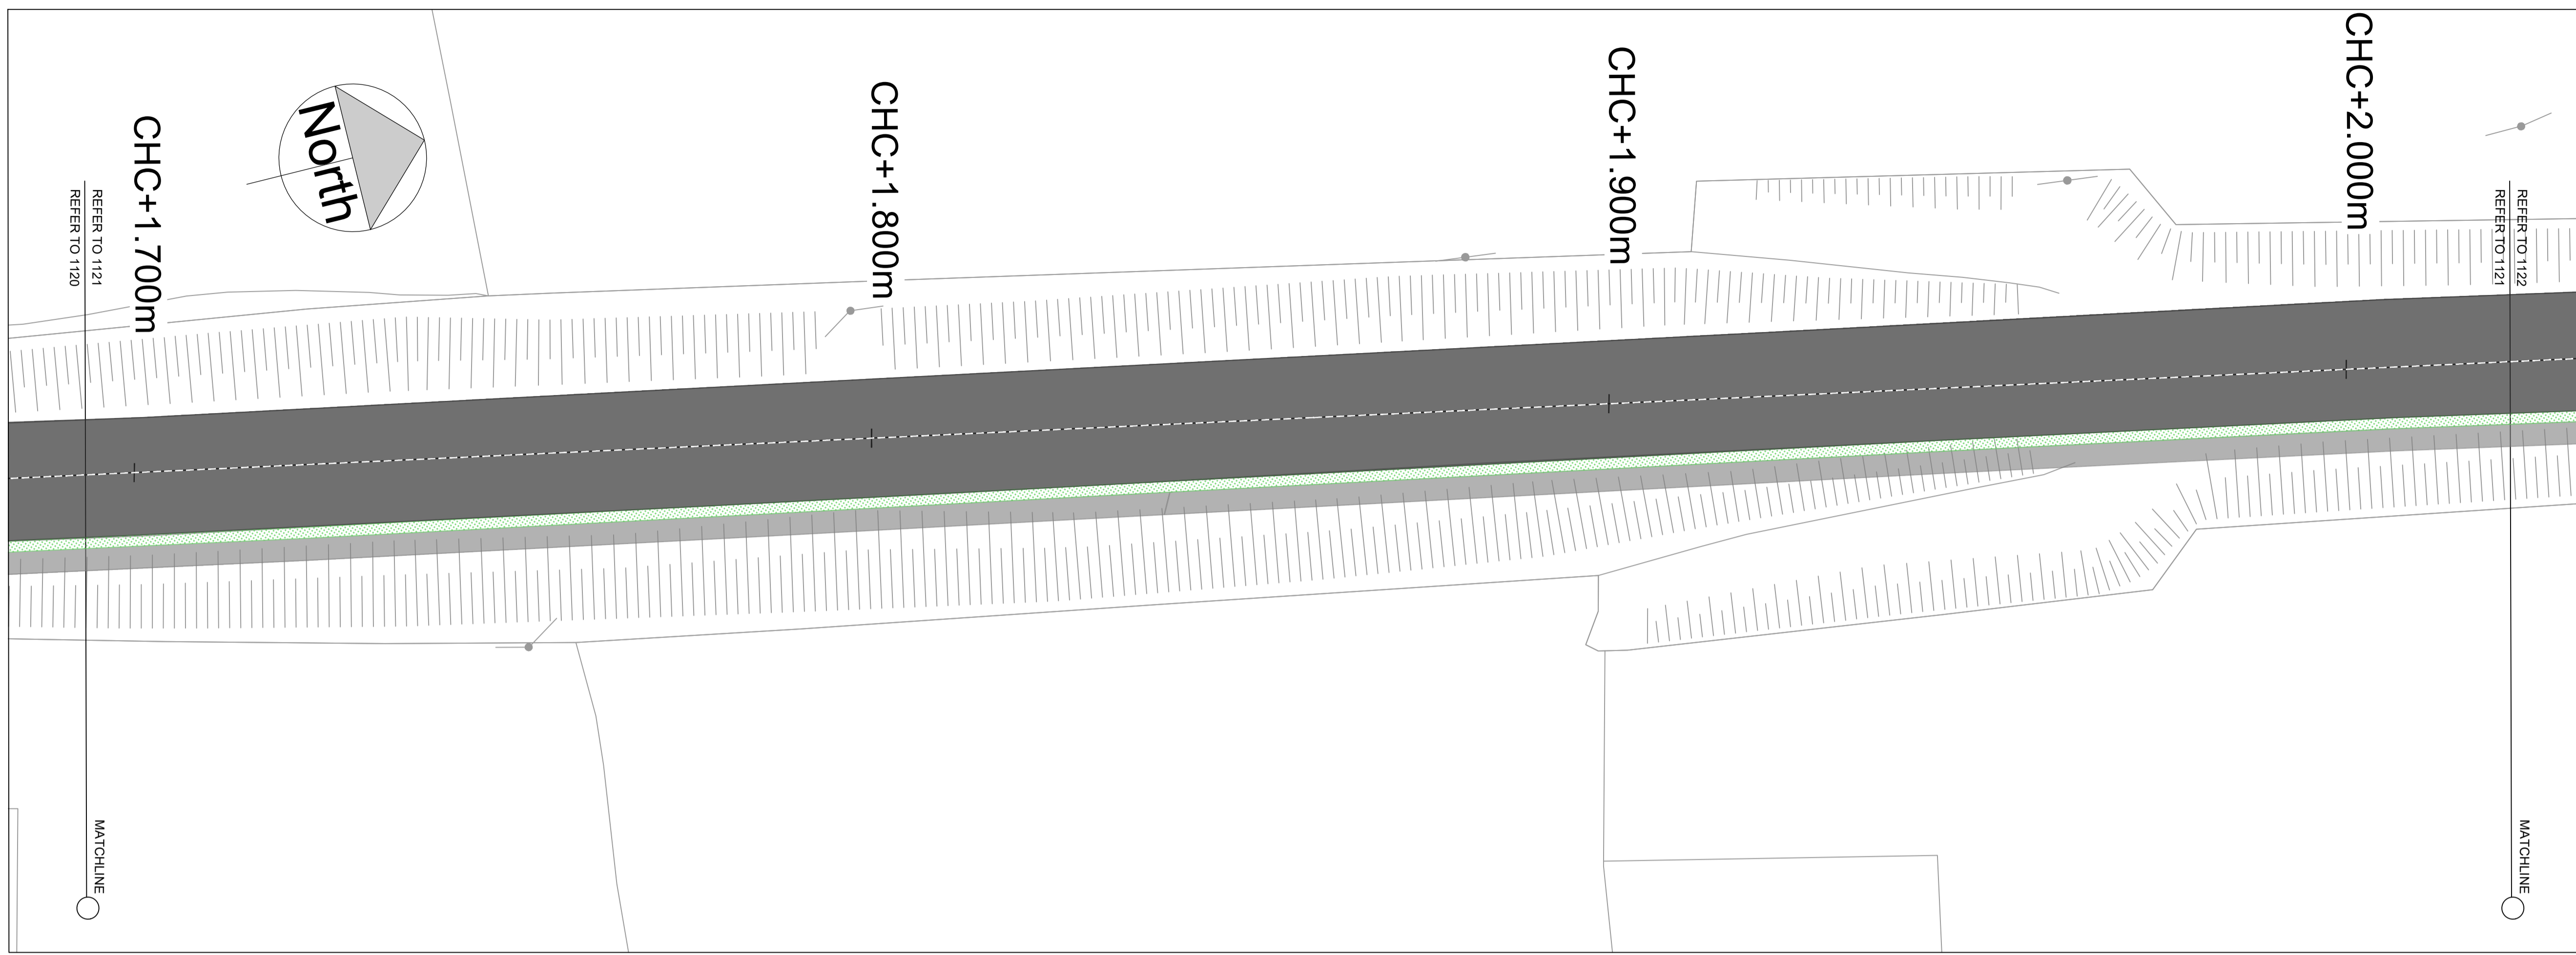 REFER TO 1121
REFER TO 1120
CHC+1.700m
North
CHC+1.800m
CHC+1.900m
CHC+2.000m
REFER TO 1122
REFER TO 1121
MATCHLINE
MATCHLINE